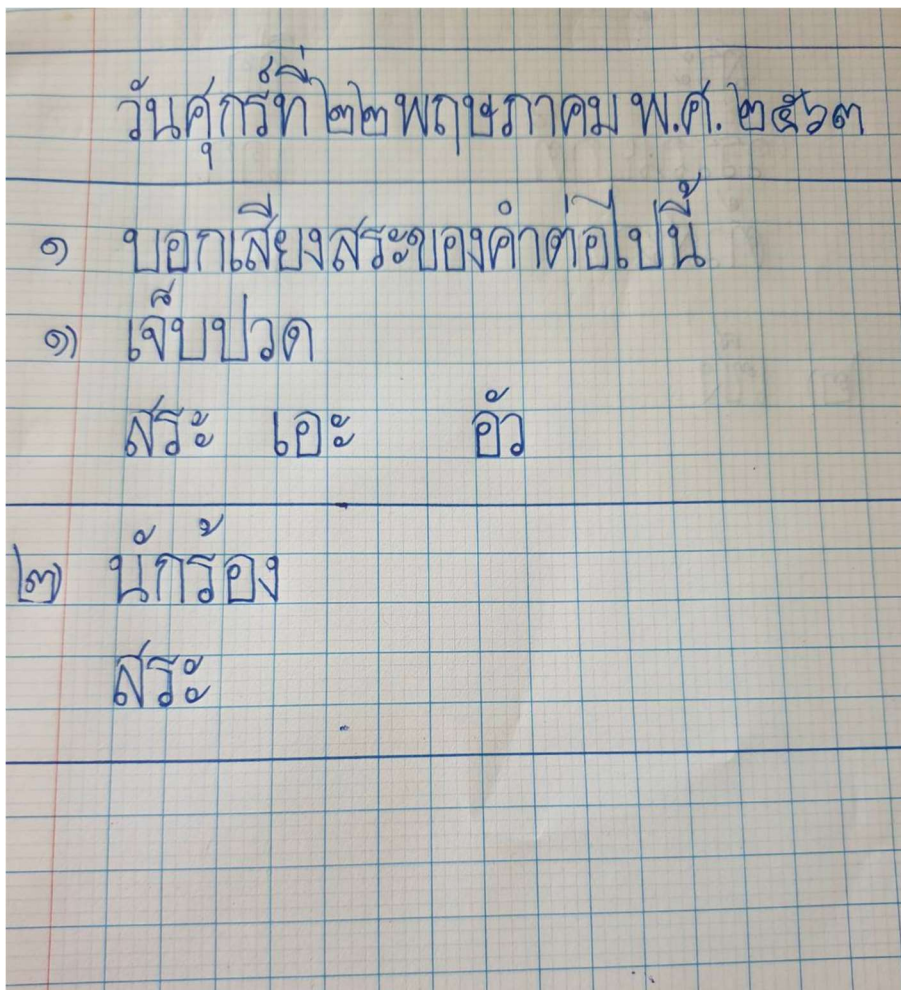 วันศุกร์ที่ ๒๒ พฤษภาคม พ.ศ. ๒๕๖๓
๑ บอกเสียงสระของคำต่อไปนี้
๑) เจ็บปวด
สระ เอะ อัว
๒) นักร้อง
สระ